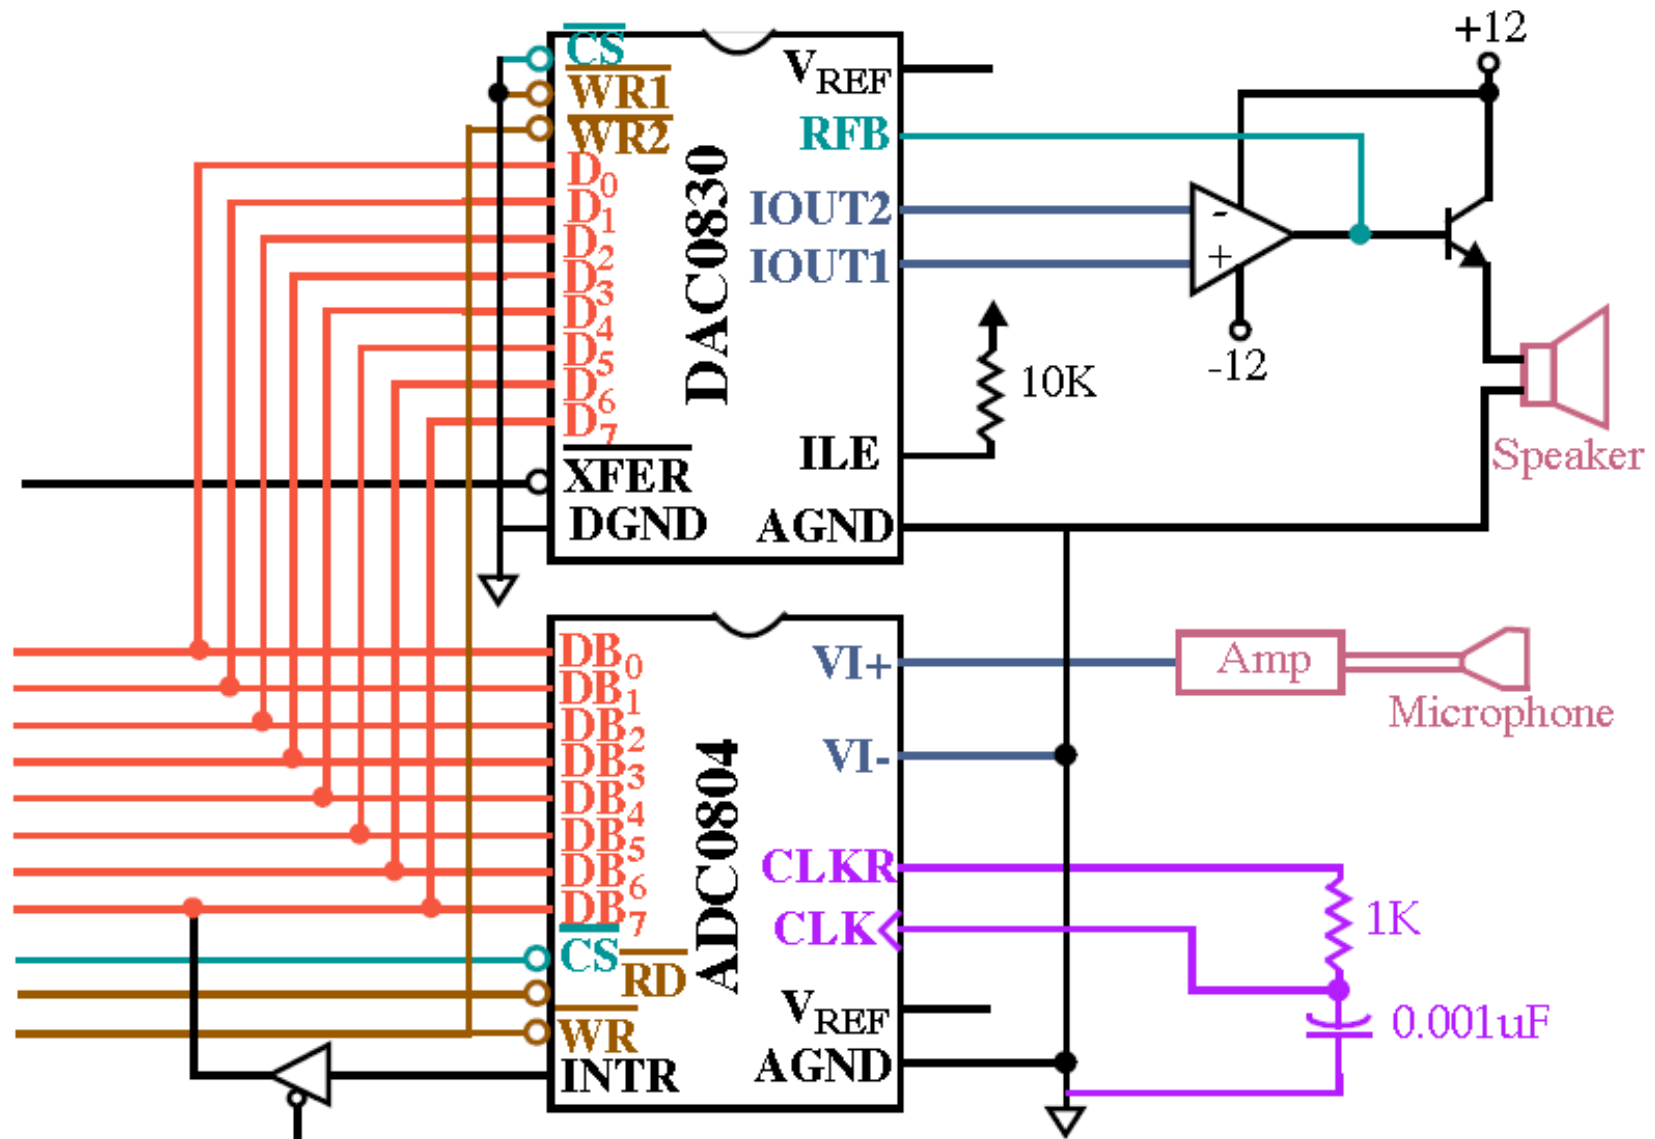 CS
WR1
WR2
D0
D1
D2
D3
D4
D5
D6
D7
XFER
DGND
DAC0830
VREF
RFB
IOUT2
IOUT1
ILE
AGND
10K
+12
-
+
-12
Speaker
DB0
DB1
DB2
DB3
DB4
DB5
DB6
DB7
CS
RD
WR
INTR
ADC0804
VI+
VI-
CLKR
CLK
VREF
AGND
Amp
Microphone
1K
0.001uF